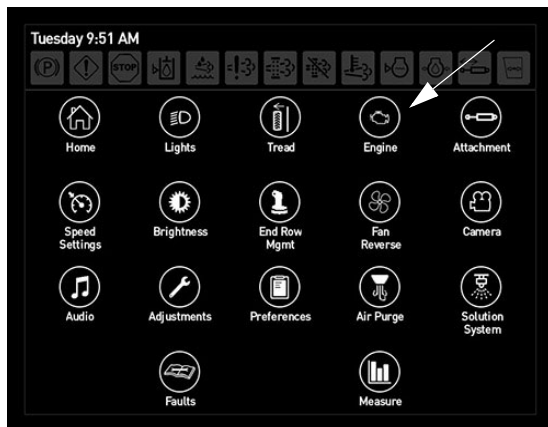 Tuesday 9:51 AM
(P) STOP
Home Lights Tread Engine Attachment
Speed Settings Brightness End Row Mgmt Fan Reverse Camera
Audio Adjustments Preferences Air Purge Solution System
Faults Measure